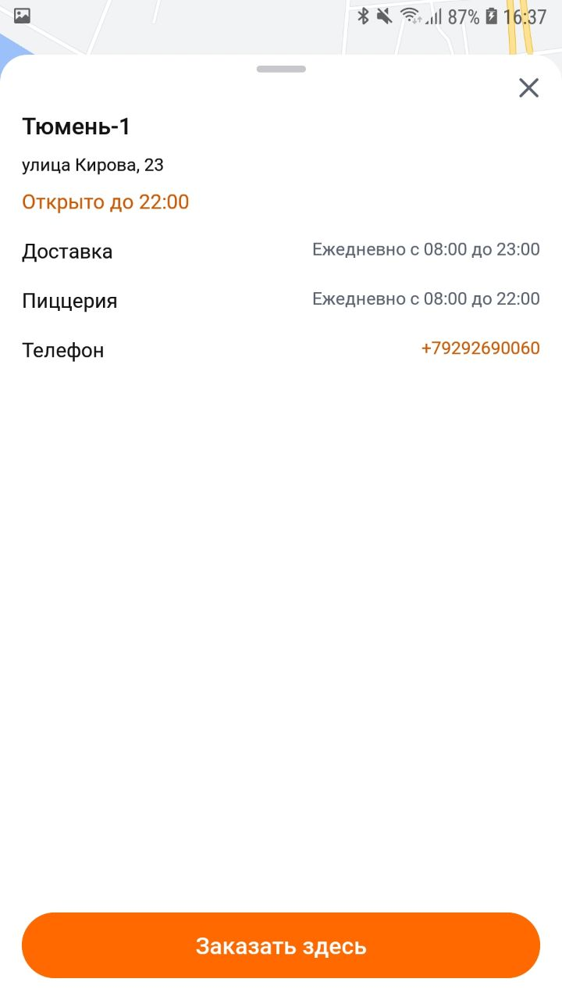 87% 16:37
Тюмень-1
улица Кирова, 23
Открыто до 22:00
Доставка Ежедневно с 08:00 до 23:00
Пиццерия Ежедневно с 08:00 до 22:00
Телефон +79292690060
Заказать здесь